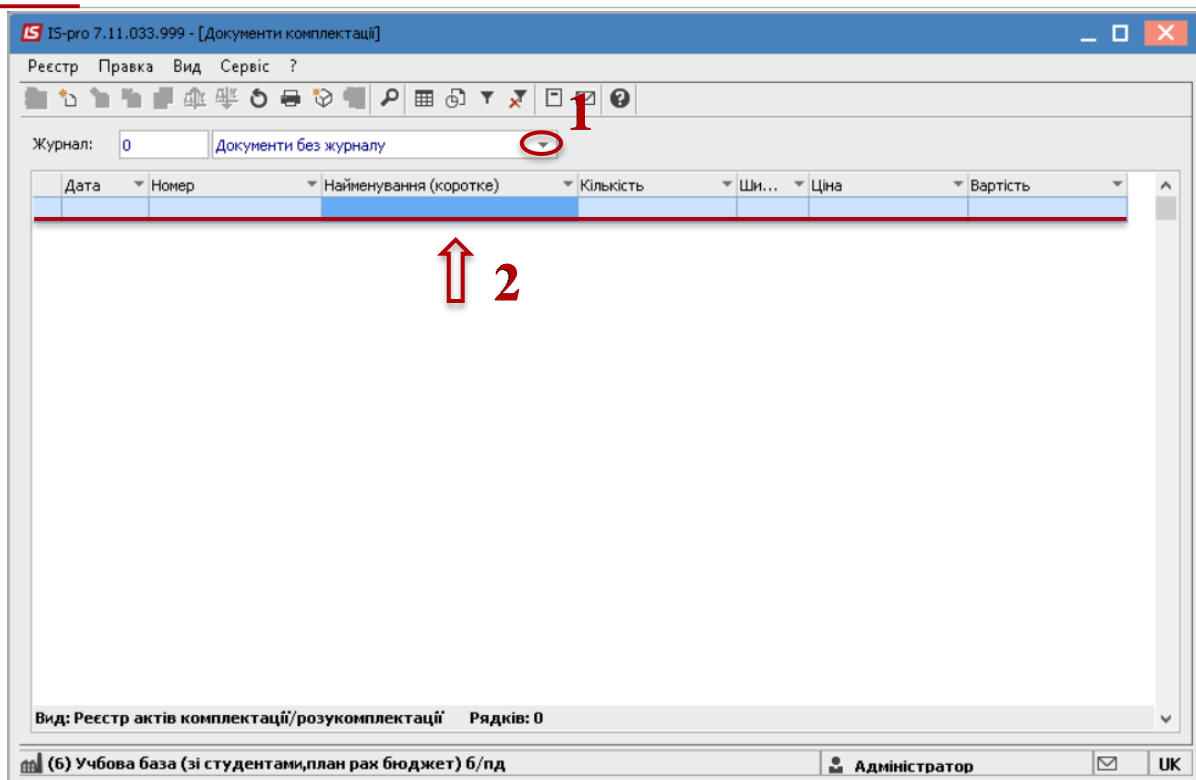 IS IS-pro 7.11.033.999 - [Документи комплектації]
Реєстр Правка Вид Сервіс ?
1
Журнал: 0 Документи без журналу
Дата Номер Найменування (коротке) Кількість Ши... Ціна Вартість
2
Вид: Реєстр актів комплектації/розукомплектації Рядків: 0
(6) Учбова база (зі студентами,план рах бюджет) б/пд Адміністратор UK